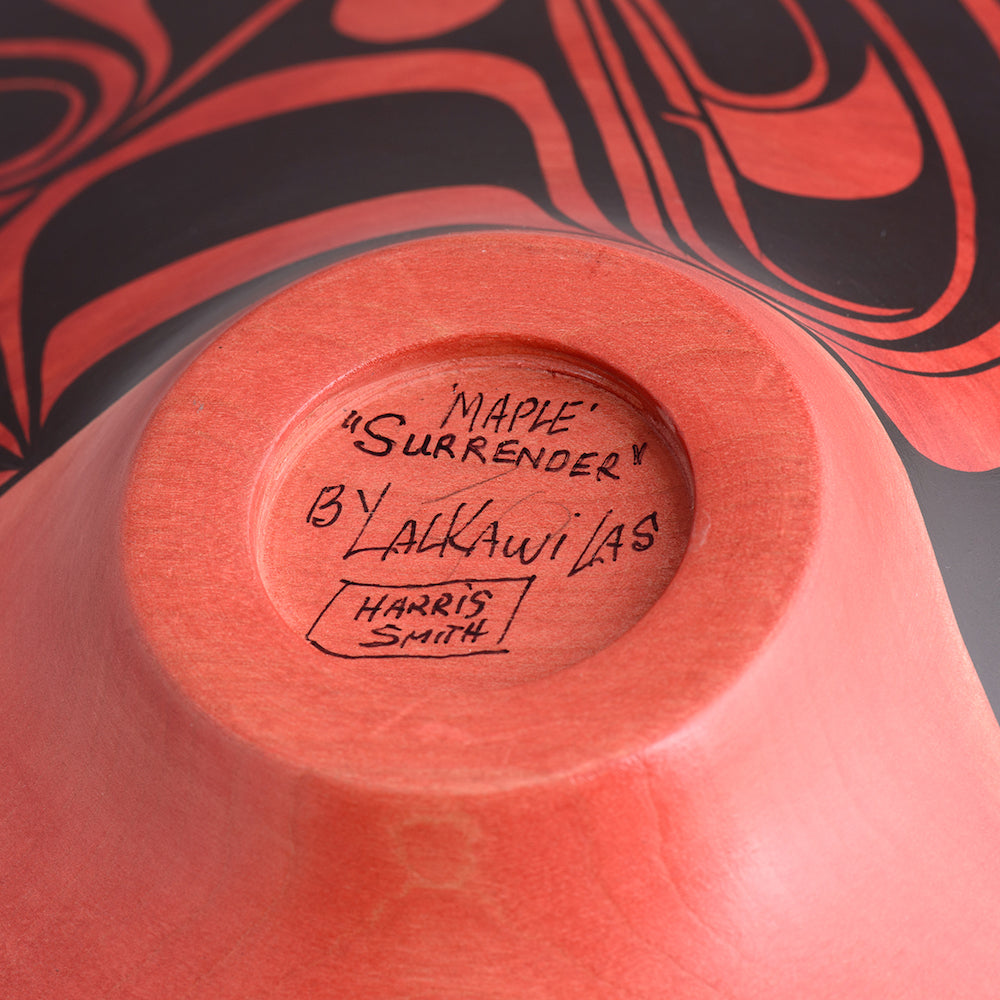 'MAPLE'
"SURRENDER"
BY LALKAWiLAS
HARRiS
SMiTH